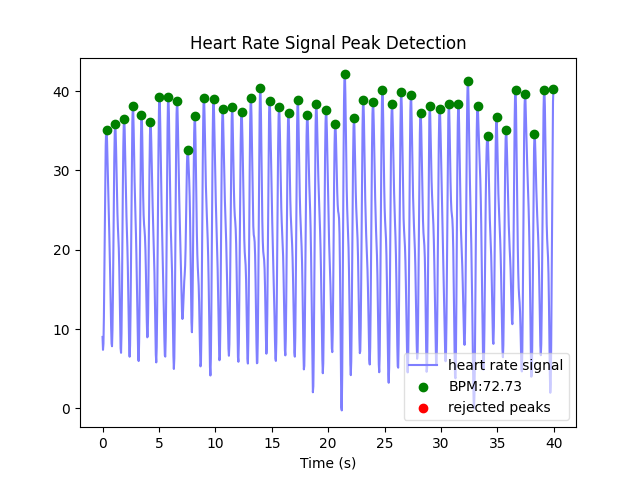 Heart Rate Signal Peak Detection
40
30
20
10
0
heart rate signal
BPM:72.73
rejected peaks
0 5 10 15 20 25 30 35 40
Time (s)